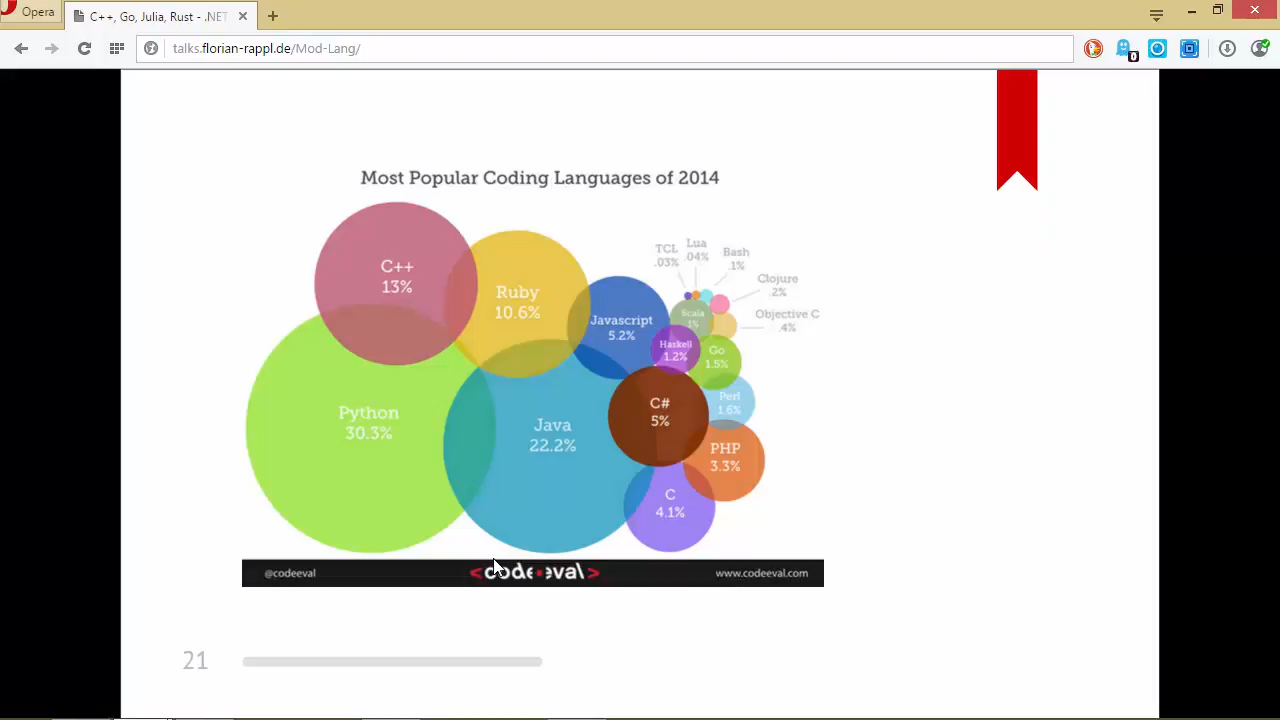 Opera
C++, Go, Julia, Rust - .NET
talks.florian-rappl.de/Mod-Lang/
0
Most Popular Coding Languages of 2014
C++
13%
Ruby
10.6%
Javascript
5.2%
TCL
.03%
Lua
.04%
Bash
.1%
Clojure
.2%
Objective C
.4%
Scala
1%
Haskell
1.2%
Go
1.5%
Python
30.3%
Java
22.2%
C#
5%
Perl
1.6%
PHP
3.3%
C
4.1%
@codeeval
<code·eval>
www.codeeval.com
21